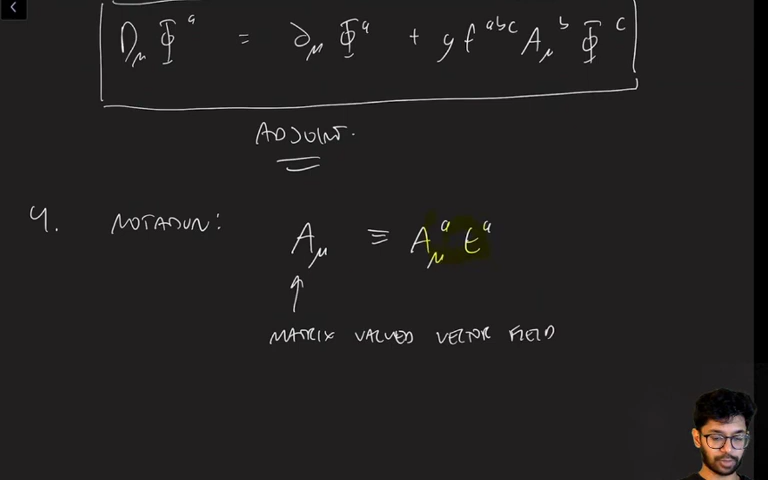 D_μ Φ^a = ∂_μ Φ^a + g f^{abc} A_μ^b Φ^c
ADJOINT.
4. NOTATION: A_μ ≡ A_μ^a t^a
↑
MATRIX VALUED VECTOR FIELD